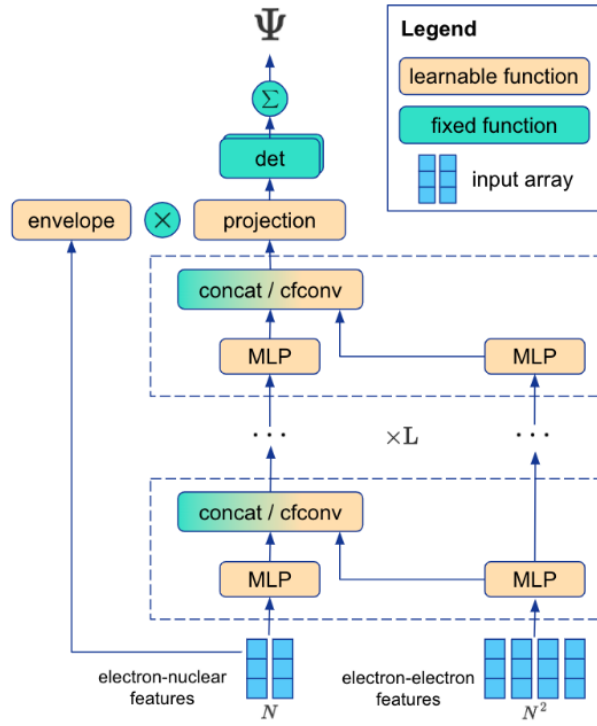 Ψ
Legend
learnable function
fixed function
input array
Σ
det
envelope
×
projection
concat / cfconv
MLP
MLP
···
×L
···
concat / cfconv
MLP
MLP
electron-nuclear
features
N
electron-electron
features
N²